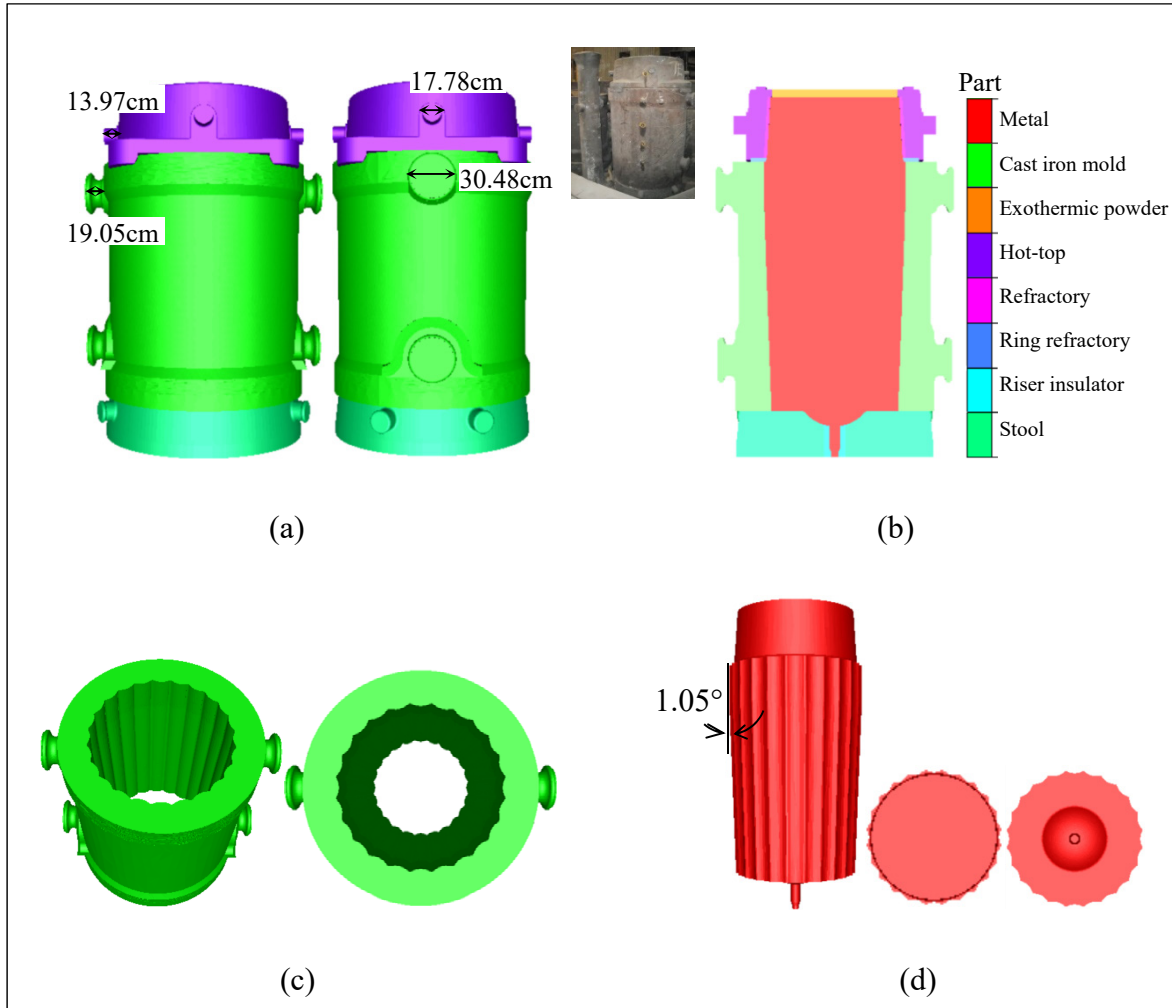 13.97cm
17.78cm
30.48cm
19.05cm
(a)
Part
Metal
Cast iron mold
Exothermic powder
Hot-top
Refractory
Ring refractory
Riser insulator
Stool
(b)
(c)
1.05°
(d)